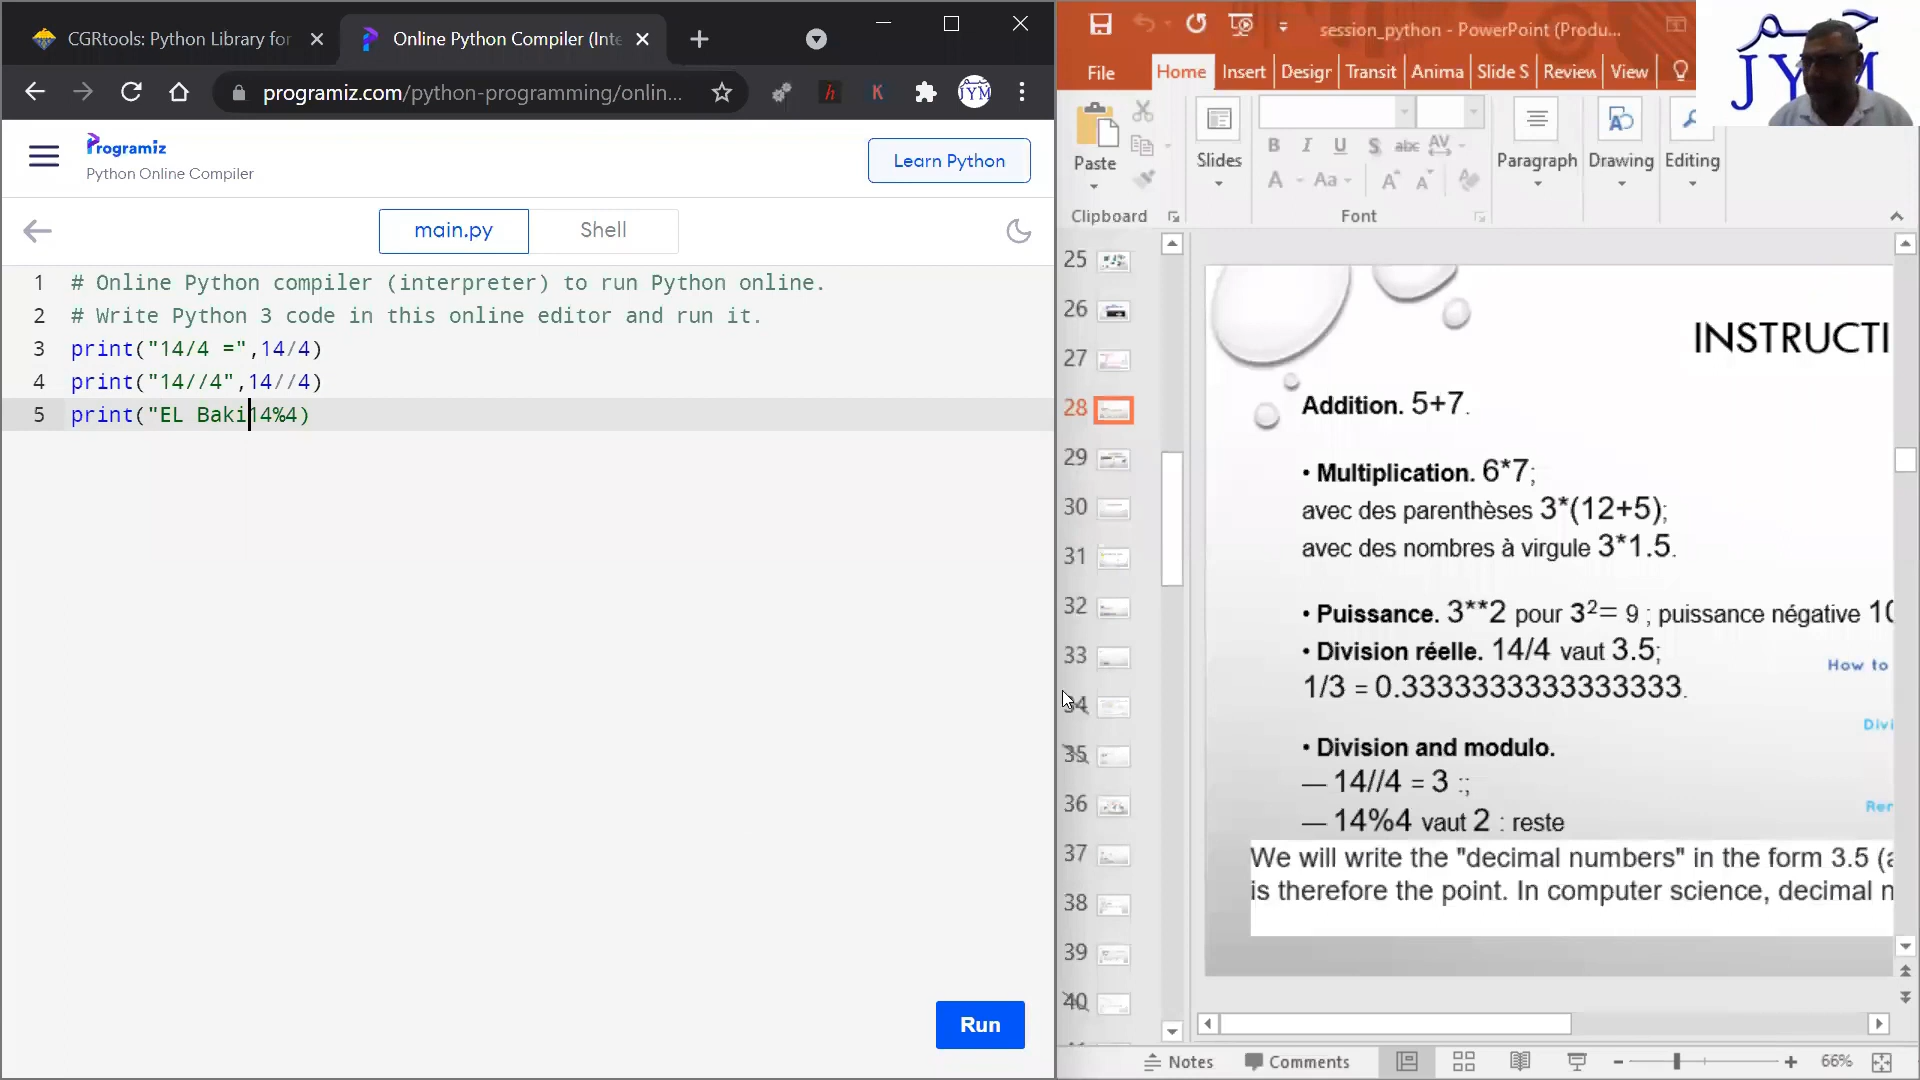 CGRtools: Python Library for
Online Python Compiler (Inte
programiz.com/python-programming/onlin...
Programiz
Python Online Compiler
Learn Python
main.py
Shell
1 # Online Python compiler (interpreter) to run Python online.
2 # Write Python 3 code in this online editor and run it.
3 print("14/4 =",14/4)
4 print("14//4",14//4)
5 print("EL Baki14%4)
Run
session_python - PowerPoint (Produ...
File Home Insert Design Transit Anima Slide S Review View
Paste
Slides
B I U S abc AV
A Aa A A
Paragraph Drawing Editing
Clipboard
Font
25
26
27
28
29
30
31
32
33
34
35
36
37
38
39
40
INSTRUCTI
Addition. 5+7.
• Multiplication. 6*7;
avec des parenthèses 3*(12+5);
avec des nombres à virgule 3*1.5.
• Puissance. 3**2 pour 3²= 9 ; puissance négative 10
• Division réelle. 14/4 vaut 3.5;
How to
1/3 = 0.3333333333333333.
Divi
• Division and modulo.
— 14//4 = 3 :;
Rer
— 14%4 vaut 2 : reste
We will write the "decimal numbers" in the form 3.5 (a
is therefore the point. In computer science, decimal n
Notes
Comments
66%
JYM